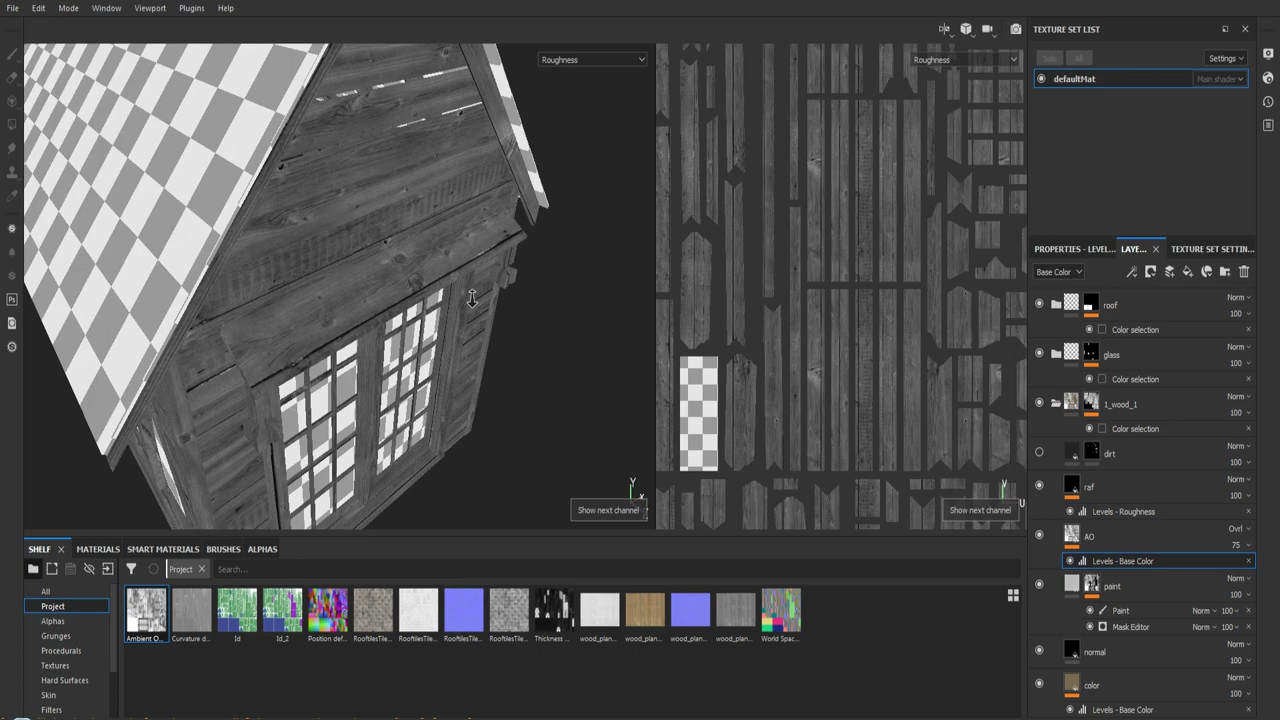 File Edit Mode Window Viewport Plugins Help
TEXTURE SET LIST
Roughness
Roughness
Solo All Settings
defaultMat Main shader
PROPERTIES - LEVEL... LAYE... TEXTURE SET SETTIN...
Base Color
roof Norm 100
Color selection
glass Norm 100
Color selection
1_wood_1 Norm 100
Color selection
dirt Norm 100
raf Norm 100
Levels - Roughness
AO Ovrl 75
Levels - Base Color
paint Norm 100
Paint Norm 100
Mask Editor Norm 100
normal Norm 100
color Norm 100
Levels - Base Color
Y
X
Z
Show next channel
V
U
Show next channel
SHELF MATERIALS SMART MATERIALS BRUSHES ALPHAS
Project Search...
All
Project
Alphas
Grunges
Procedurals
Textures
Hard Surfaces
Skin
Filters
Ambient O... Curvature d... Id Id_2 Position def... RooftilesTile... RooftilesTile... RooftilesTile... RooftilesTile... Thickness ... wood_plan... wood_plan... wood_plan... wood_plan... World Spac...
Ps